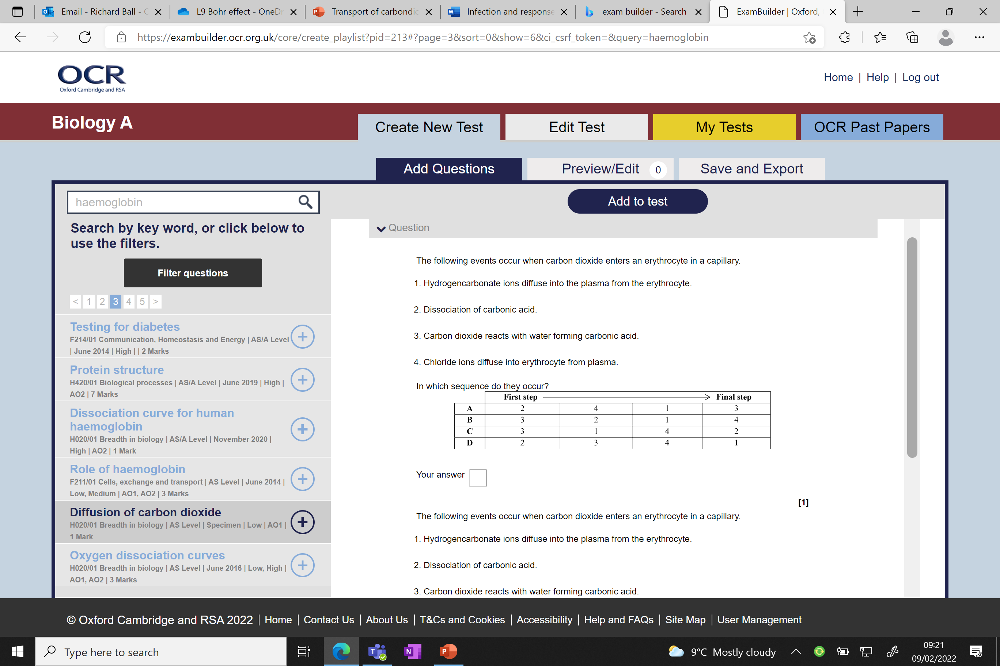 Email - Richard Ball - C
L9 Bohr effect - OneDr
Transport of carbondic
Infection and response
exam builder - Search
ExamBuilder | Oxford,
https://exambuilder.ocr.org.uk/core/create_playlist?pid=213#?page=3&sort=0&show=6&ci_csrf_token=&query=haemoglobin
OCR
Oxford Cambridge and RSA
Home | Help | Log out
Biology A
Create New Test
Edit Test
My Tests
OCR Past Papers
Add Questions
Preview/Edit 0
Save and Export
haemoglobin
Add to test
Search by key word, or click below to
use the filters.
Filter questions
< 1 2 3 4 5 >
Testing for diabetes
F214/01 Communication, Homeostasis and Energy | AS/A Level
| June 2014 | High | | 2 Marks
Protein structure
H420/01 Biological processes | AS/A Level | June 2019 | High |
AO2 | 7 Marks
Dissociation curve for human
haemoglobin
H020/01 Breadth in biology | AS/A Level | November 2020 |
High | AO2 | 1 Mark
Role of haemoglobin
F211/01 Cells, exchange and transport | AS Level | June 2014 |
Low, Medium | AO1, AO2 | 3 Marks
Diffusion of carbon dioxide
H020/01 Breadth in biology | AS Level | Specimen | Low | AO1 |
1 Mark
Oxygen dissociation curves
H020/01 Breadth in biology | AS Level | June 2016 | Low, High |
AO1, AO2 | 3 Marks
Question
The following events occur when carbon dioxide enters an erythrocyte in a capillary.
1. Hydrogencarbonate ions diffuse into the plasma from the erythrocyte.
2. Dissociation of carbonic acid.
3. Carbon dioxide reacts with water forming carbonic acid.
4. Chloride ions diffuse into erythrocyte from plasma.
In which sequence do they occur?
First step Final step
A 2 4 1 3
B 3 2 1 4
C 3 1 4 2
D 2 3 4 1
Your answer
[1]
The following events occur when carbon dioxide enters an erythrocyte in a capillary.
1. Hydrogencarbonate ions diffuse into the plasma from the erythrocyte.
2. Dissociation of carbonic acid.
3. Carbon dioxide reacts with water forming carbonic acid.
© Oxford Cambridge and RSA 2022 | Home | Contact Us | About Us | T&Cs and Cookies | Accessibility | Help and FAQs | Site Map | User Management
Type here to search
9°C Mostly cloudy
09:21
09/02/2022